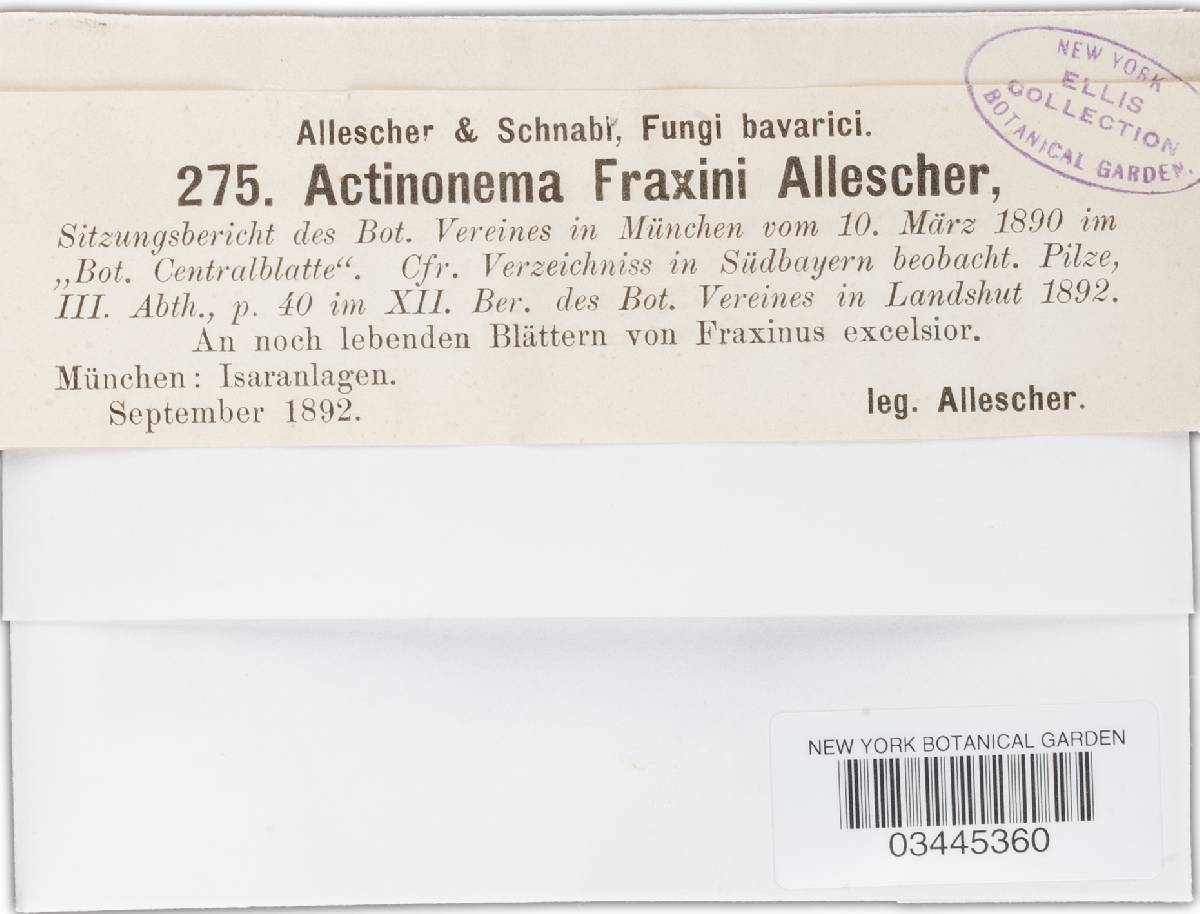 Allescher & Schnabl, Fungi bavarici.
275. Actinonema Fraxini Allescher,
Sitzungsbericht des Bot. Vereines in München vom 10. März 1890 im
„Bot. Centralblatte“. Cfr. Verzeichniss in Südbayern beobacht. Pilze,
III. Abth., p. 40 im XII. Ber. des Bot. Vereines in Landshut 1892.
An noch lebenden Blättern von Fraxinus excelsior.
München: Isaranlagen.
September 1892.
leg. Allescher.
NEW YORK
ELLIS
COLLECTION
BOTANICAL GARDEN.
NEW YORK BOTANICAL GARDEN
03445360